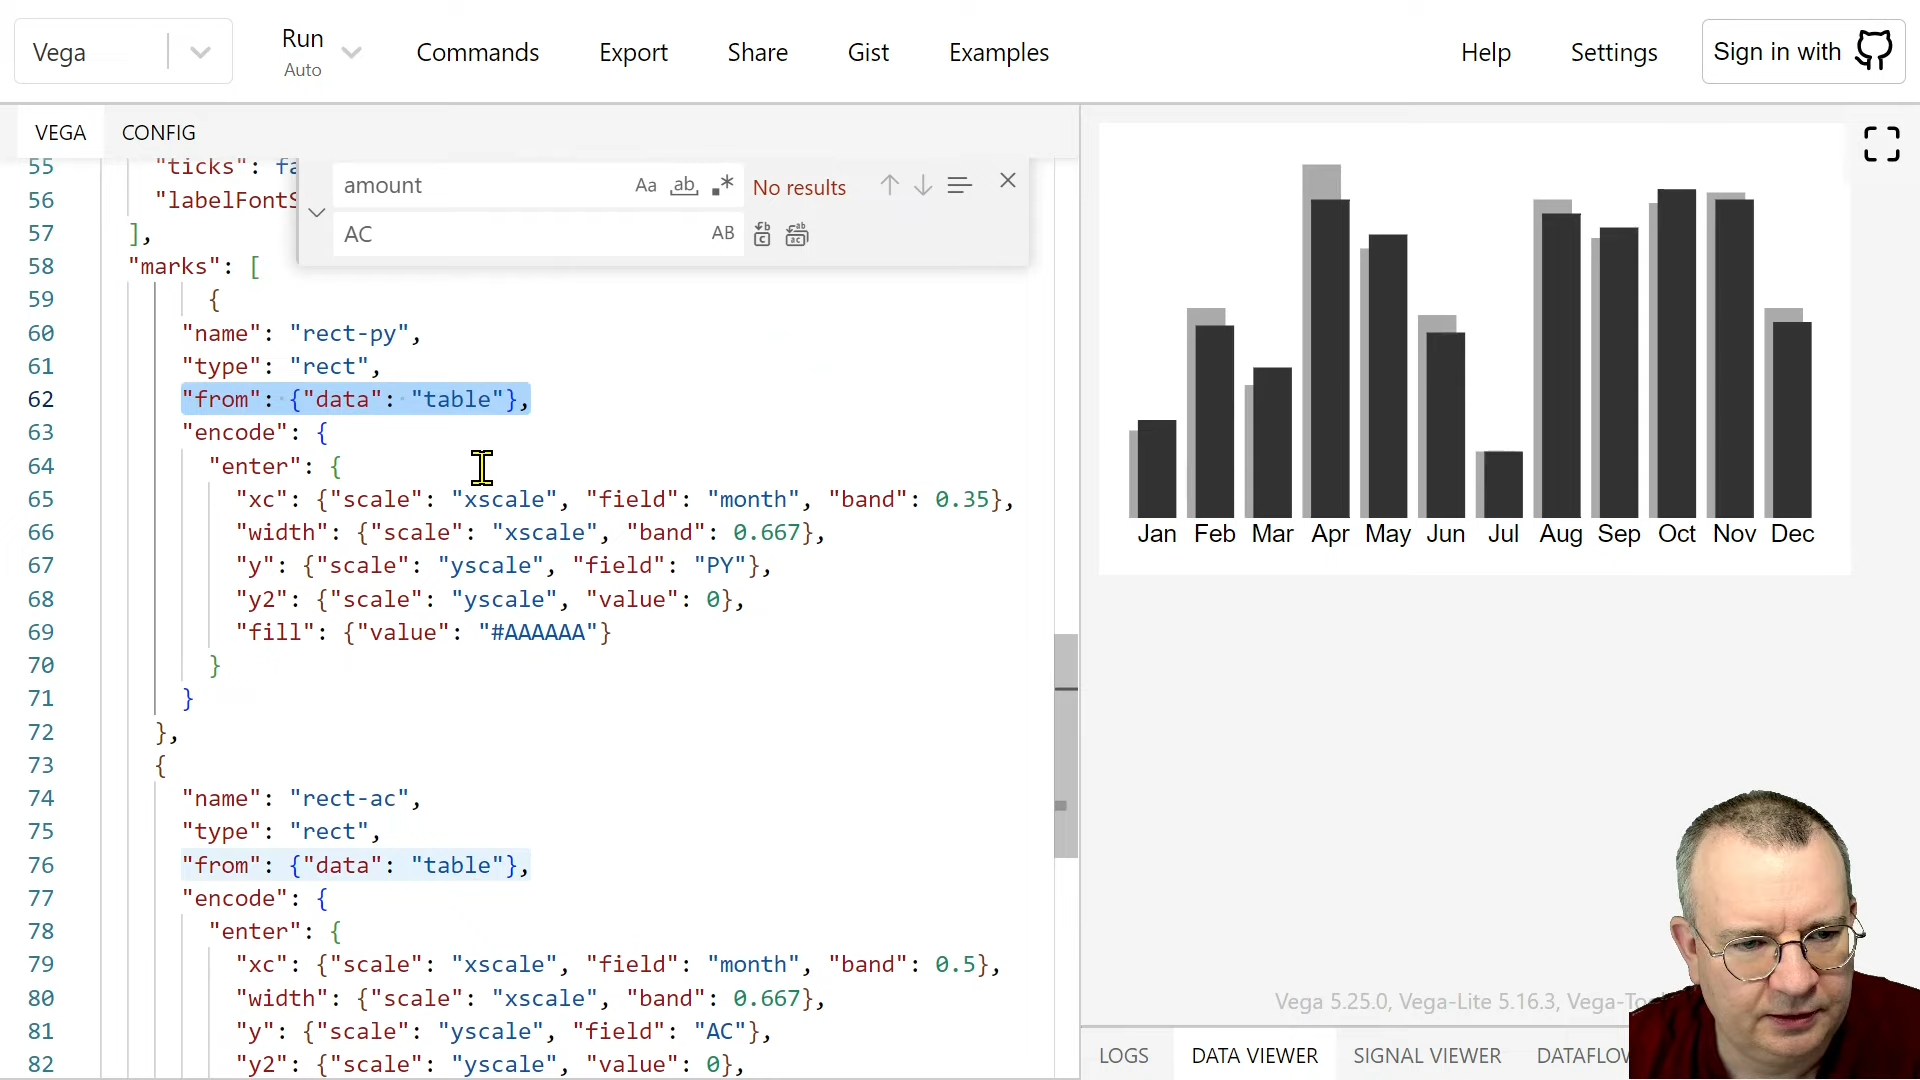 Vega
Run
Auto
Commands
Export
Share
Gist
Examples
Help
Settings
Sign in with
VEGA
CONFIG
amount
Aa
ab
No results
AC
AB
55 "ticks": fa
56 "labelFontS
57 ],
58 "marks": [
59 {
60 "name": "rect-py",
61 "type": "rect",
62 "from": {"data": "table"},
63 "encode": {
64 "enter": {
65 "xc": {"scale": "xscale", "field": "month", "band": 0.35},
66 "width": {"scale": "xscale", "band": 0.667},
67 "y": {"scale": "yscale", "field": "PY"},
68 "y2": {"scale": "yscale", "value": 0},
69 "fill": {"value": "#AAAAAA"}
70 }
71 }
72 },
73 {
74 "name": "rect-ac",
75 "type": "rect",
76 "from": {"data": "table"},
77 "encode": {
78 "enter": {
79 "xc": {"scale": "xscale", "field": "month", "band": 0.5},
80 "width": {"scale": "xscale", "band": 0.667},
81 "y": {"scale": "yscale", "field": "AC"},
82 "y2": {"scale": "yscale", "value": 0},
Jan Feb Mar Apr May Jun Jul Aug Sep Oct Nov Dec
Vega 5.25.0, Vega-Lite 5.16.3, Vega-To
LOGS
DATA VIEWER
SIGNAL VIEWER
DATAFLOW